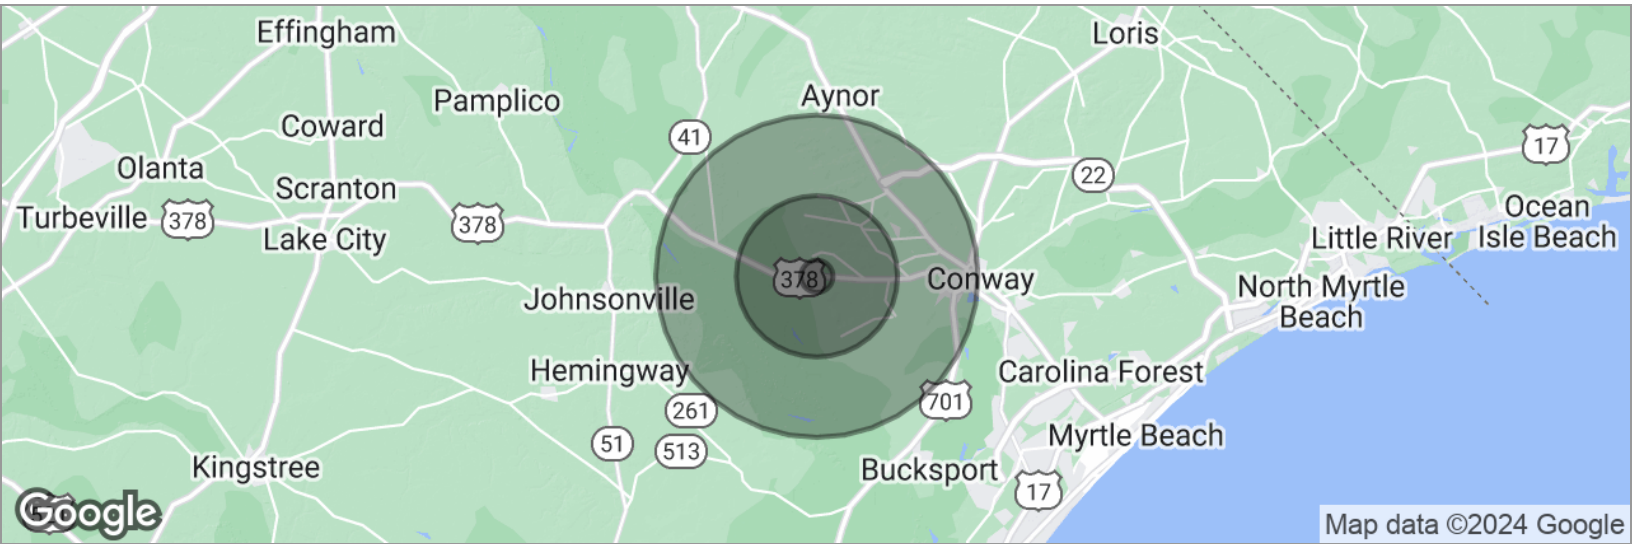 Effingham
Loris
Pamplico
Aynor
Coward
41
17
Olanta
22
Scranton
Turbeville
378
378
Ocean
Isle Beach
Lake City
Little River
378
Conway
Johnsonville
North Myrtle
Beach
Hemingway
Carolina Forest
701
261
51
513
Myrtle Beach
Kingstree
Bucksport
17
Google
Map data ©2024 Google